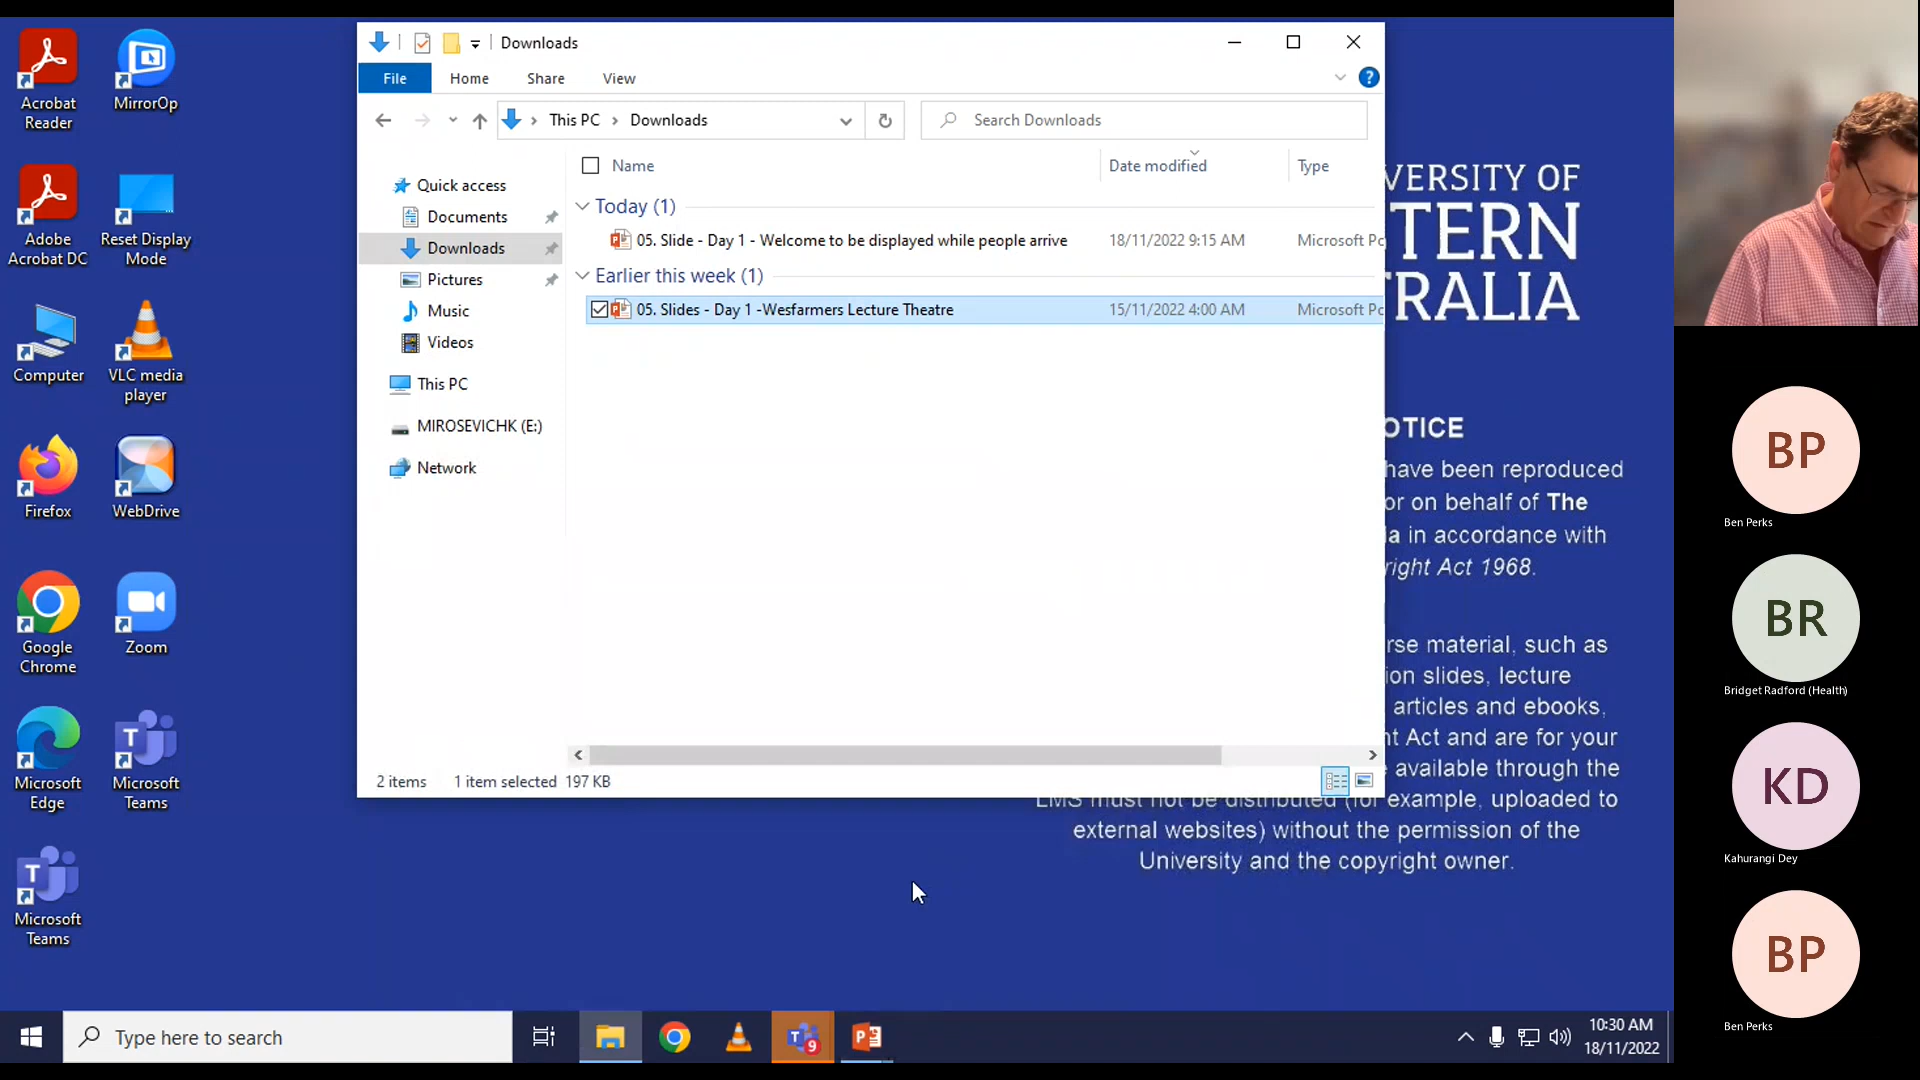 Acrobat
Reader
MirrorOp
Adobe
Acrobat DC
Reset Display
Mode
Computer
VLC media
player
Firefox
WebDrive
Google
Chrome
Zoom
Microsoft
Edge
Microsoft
Teams
Microsoft
Teams
Downloads
File Home Share View
This PC Downloads
Search Downloads
Name Date modified Type
Quick access
Documents
Downloads
Pictures
Music
Videos
This PC
MIROSEVICHK (E:)
Network
Today (1)
05. Slide - Day 1 - Welcome to be displayed while people arrive 18/11/2022 9:15 AM Microsoft Pc
Earlier this week (1)
05. Slides - Day 1 -Wesfarmers Lecture Theatre 15/11/2022 4:00 AM Microsoft Pc
2 items 1 item selected 197 KB
VERSITY OF
TERN
RALIA
OTICE
have been reproduced
or on behalf of The
a in accordance with
right Act 1968.
rse material, such as
ion slides, lecture
articles and ebooks,
nt Act and are for your
available through the
LMS must not be distributed (for example, uploaded to
external websites) without the permission of the
University and the copyright owner.
Type here to search
9
10:30 AM
18/11/2022
BP
Ben Perks
BR
Bridget Radford (Health)
KD
Kahurangi Dey
BP
Ben Perks